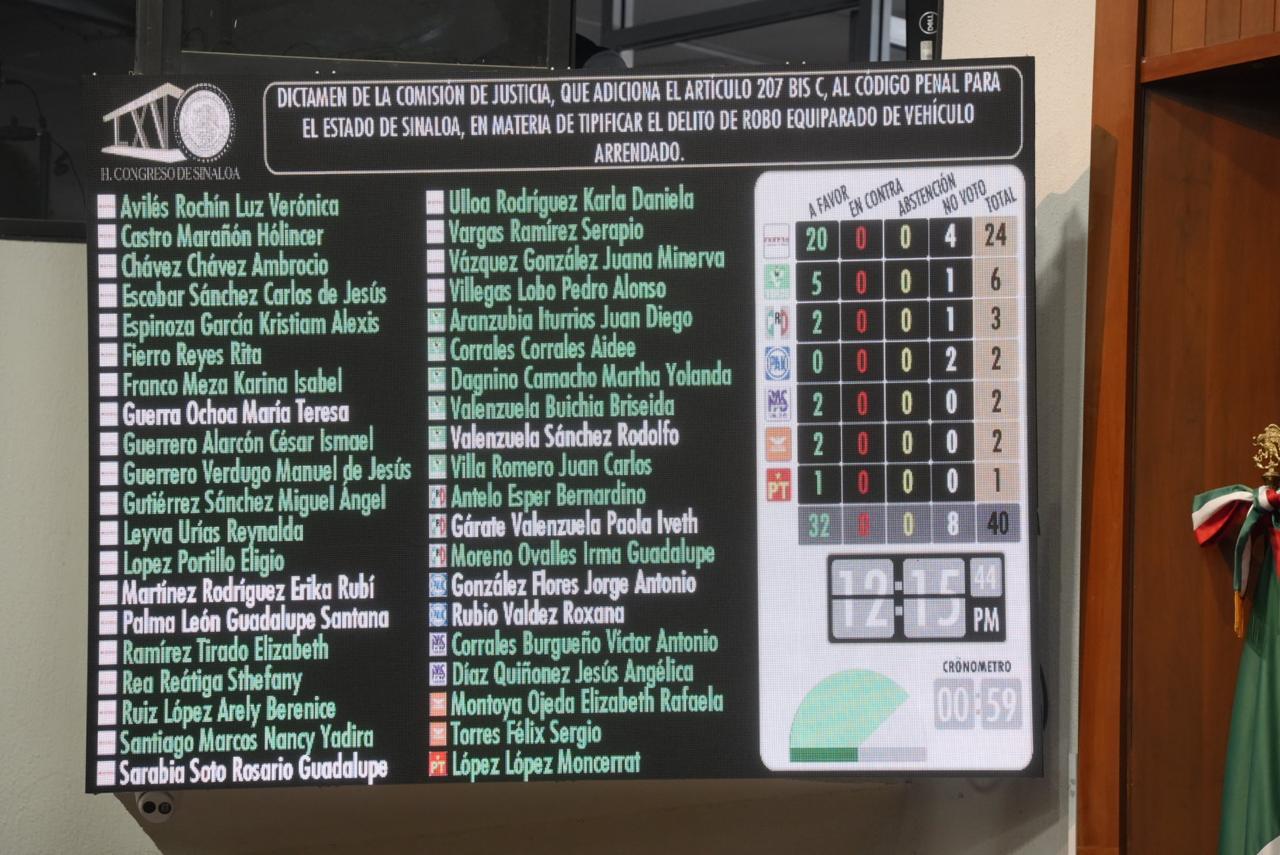 DELL
LXV
H. CONGRESO DE SINALOA
DICTAMEN DE LA COMISIÓN DE JUSTICIA, QUE ADICIONA EL ARTÍCULO 207 BIS C, AL CÓDIGO PENAL PARA
EL ESTADO DE SINALOA, EN MATERIA DE TIPIFICAR EL DELITO DE ROBO EQUIPARADO DE VEHÍCULO
ARRENDADO.
Avilés Rochín Luz Verónica
Castro Marañón Hólincer
Chávez Chávez Ambrocio
Escobar Sánchez Carlos de Jesús
Espinoza García Kristiam Alexis
Fierro Reyes Rita
Franco Meza Karina Isabel
Guerra Ochoa María Teresa
Guerrero Alarcón César Ismael
Guerrero Verdugo Manuel de Jesús
Gutiérrez Sánchez Miguel Ángel
Leyva Urías Reynalda
Lopez Portillo Eligio
Martínez Rodríguez Erika Rubí
Palma León Guadalupe Santana
Ramírez Tirado Elizabeth
Rea Reátiga Sthefany
Ruiz López Arely Berenice
Santiago Marcos Nancy Yadira
Sarabia Soto Rosario Guadalupe
Ulloa Rodríguez Karla Daniela
Vargas Ramírez Serapio
Vázquez González Juana Minerva
Villegas Lobo Pedro Alonso
Aranzubia Iturrios Juan Diego
Corrales Corrales Aidee
Dagnino Camacho Martha Yolanda
Valenzuela Buichia Briseida
Valenzuela Sánchez Rodolfo
Villa Romero Juan Carlos
Antelo Esper Bernardino
Gárate Valenzuela Paola Iveth
Moreno Ovalles Irma Guadalupe
González Flores Jorge Antonio
Rubio Valdez Roxana
Corrales Burgueño Víctor Antonio
Díaz Quiñonez Jesús Angélica
Montoya Ojeda Elizabeth Rafaela
Torres Félix Sergio
PT López López Moncerrat
A FAVOR EN CONTRA ABSTENCIÓN NO VOTO TOTAL
20 0 0 4 24
5 0 0 1 6
PRD 2 0 0 1 3
PAN 0 0 0 2 2
PAS 2 0 0 0 2
2 0 0 0 2
PT 1 0 0 0 1
32 0 0 8 40
12:15 44
PM
CRÓNOMETRO
00:59